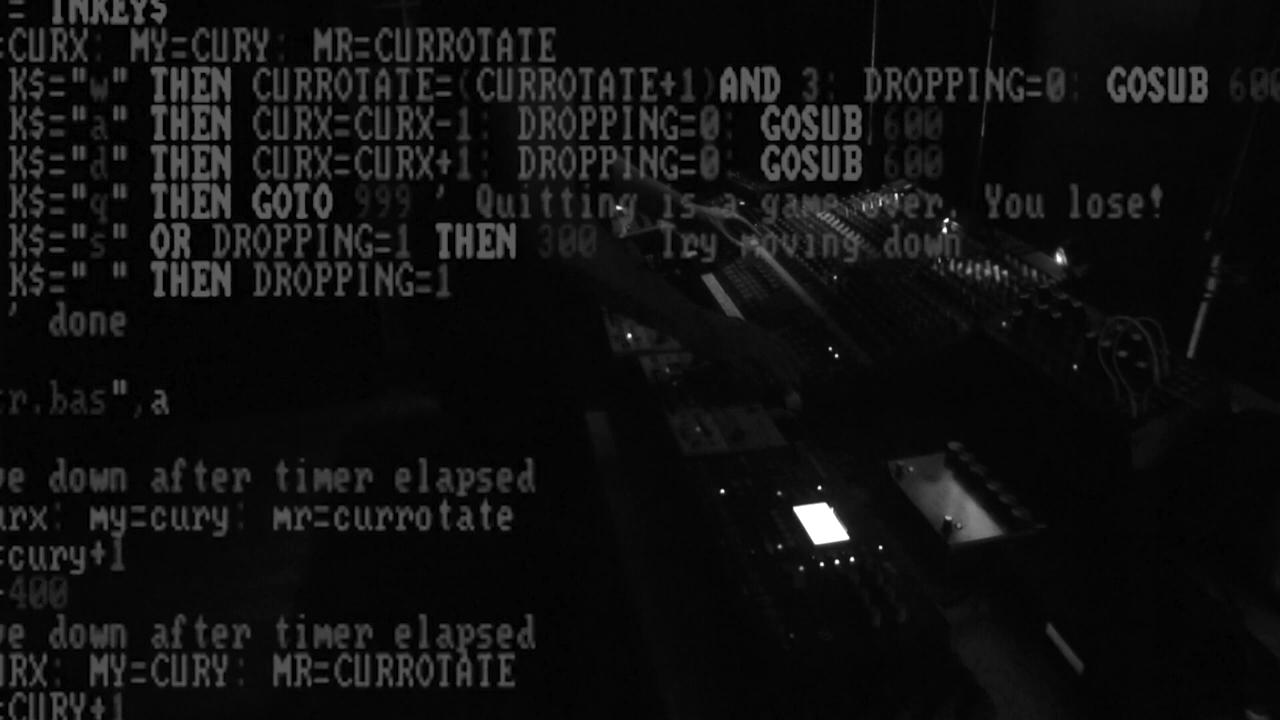 = INKEY$
=CURX: MY=CURY: MR=CURROTATE
K$="w" THEN CURROTATE=(CURROTATE+1)AND 3: DROPPING=0: GOSUB 600
K$="a" THEN CURX=CURX-1: DROPPING=0: GOSUB 600
K$="d" THEN CURX=CURX+1: DROPPING=0: GOSUB 600
K$="q" THEN GOTO 999 ' Quitting is a game over. You lose!
K$="s" OR DROPPING=1 THEN 300 ' Try moving down
K$=" " THEN DROPPING=1
' done
tr.bas",a
ve down after timer elapsed
urx: my=cury: mr=currotate
=cury+1
-400
ve down after timer elapsed
URX: MY=CURY: MR=CURROTATE
=CURY+1